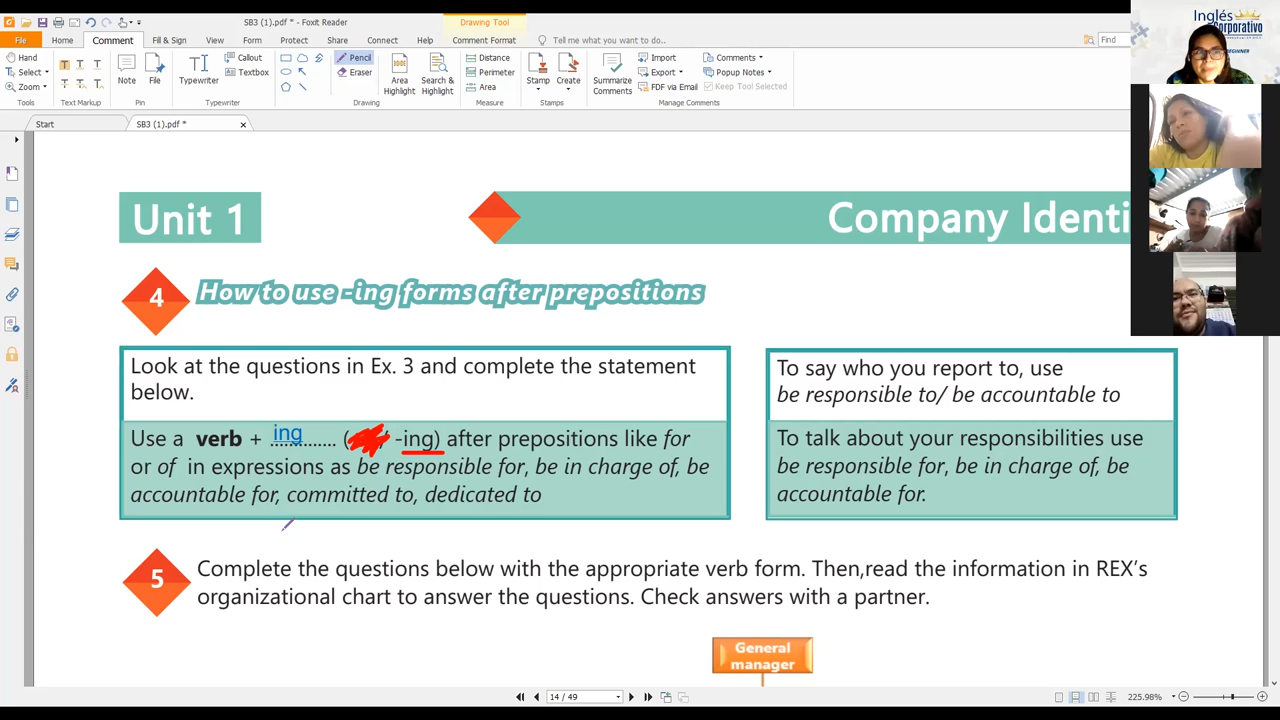 SB3 (1).pdf * - Foxit Reader
Drawing Tool
File Home Comment Fill & Sign View Form Protect Share Connect Help Comment Format Tell me what you want to do... Find
Hand
Select
Zoom
Tools
Text Markup
Note
File
Pin
Typewriter
Callout
Textbox
Typewriter
Pencil
Eraser
Drawing
Area
Highlight
Search &
Highlight
Distance
Perimeter
Area
Measure
Stamp
Create
Stamps
Summarize
Comments
Import
Export
FDF via Email
Comments
Popup Notes
Keep Tool Selected
Manage Comments
Inglés
Corporativo
Start
SB3 (1).pdf *
Unit 1
Company Identi
4
How to use -ing forms after prepositions
Look at the questions in Ex. 3 and complete the statement
below.
Use a verb + ing .......... ( / -ing) after prepositions like for
or of in expressions as be responsible for, be in charge of, be
accountable for, committed to, dedicated to
To say who you report to, use
be responsible to/ be accountable to
To talk about your responsibilities use
be responsible for, be in charge of, be
accountable for.
5
Complete the questions below with the appropriate verb form. Then,read the information in REX's
organizational chart to answer the questions. Check answers with a partner.
General
manager
14 / 49
225.98%